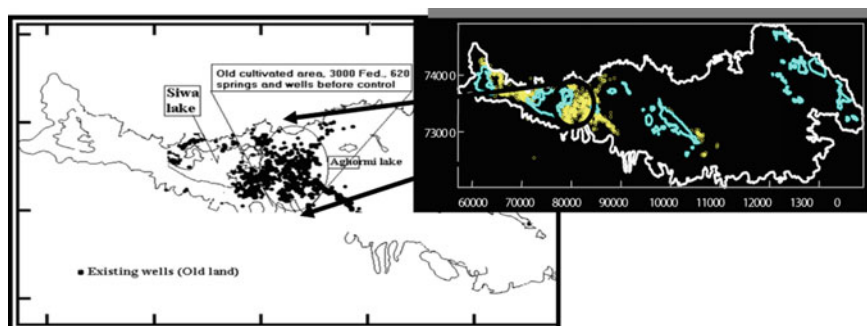 Old cultivated area, 3000 Fed., 620
springs and wells before control
Siwa
lake
Aghormi lake
Existing wells (Old land)
74000
73000
60000 70000 80000 90000 10000 11000 12000 1300 0